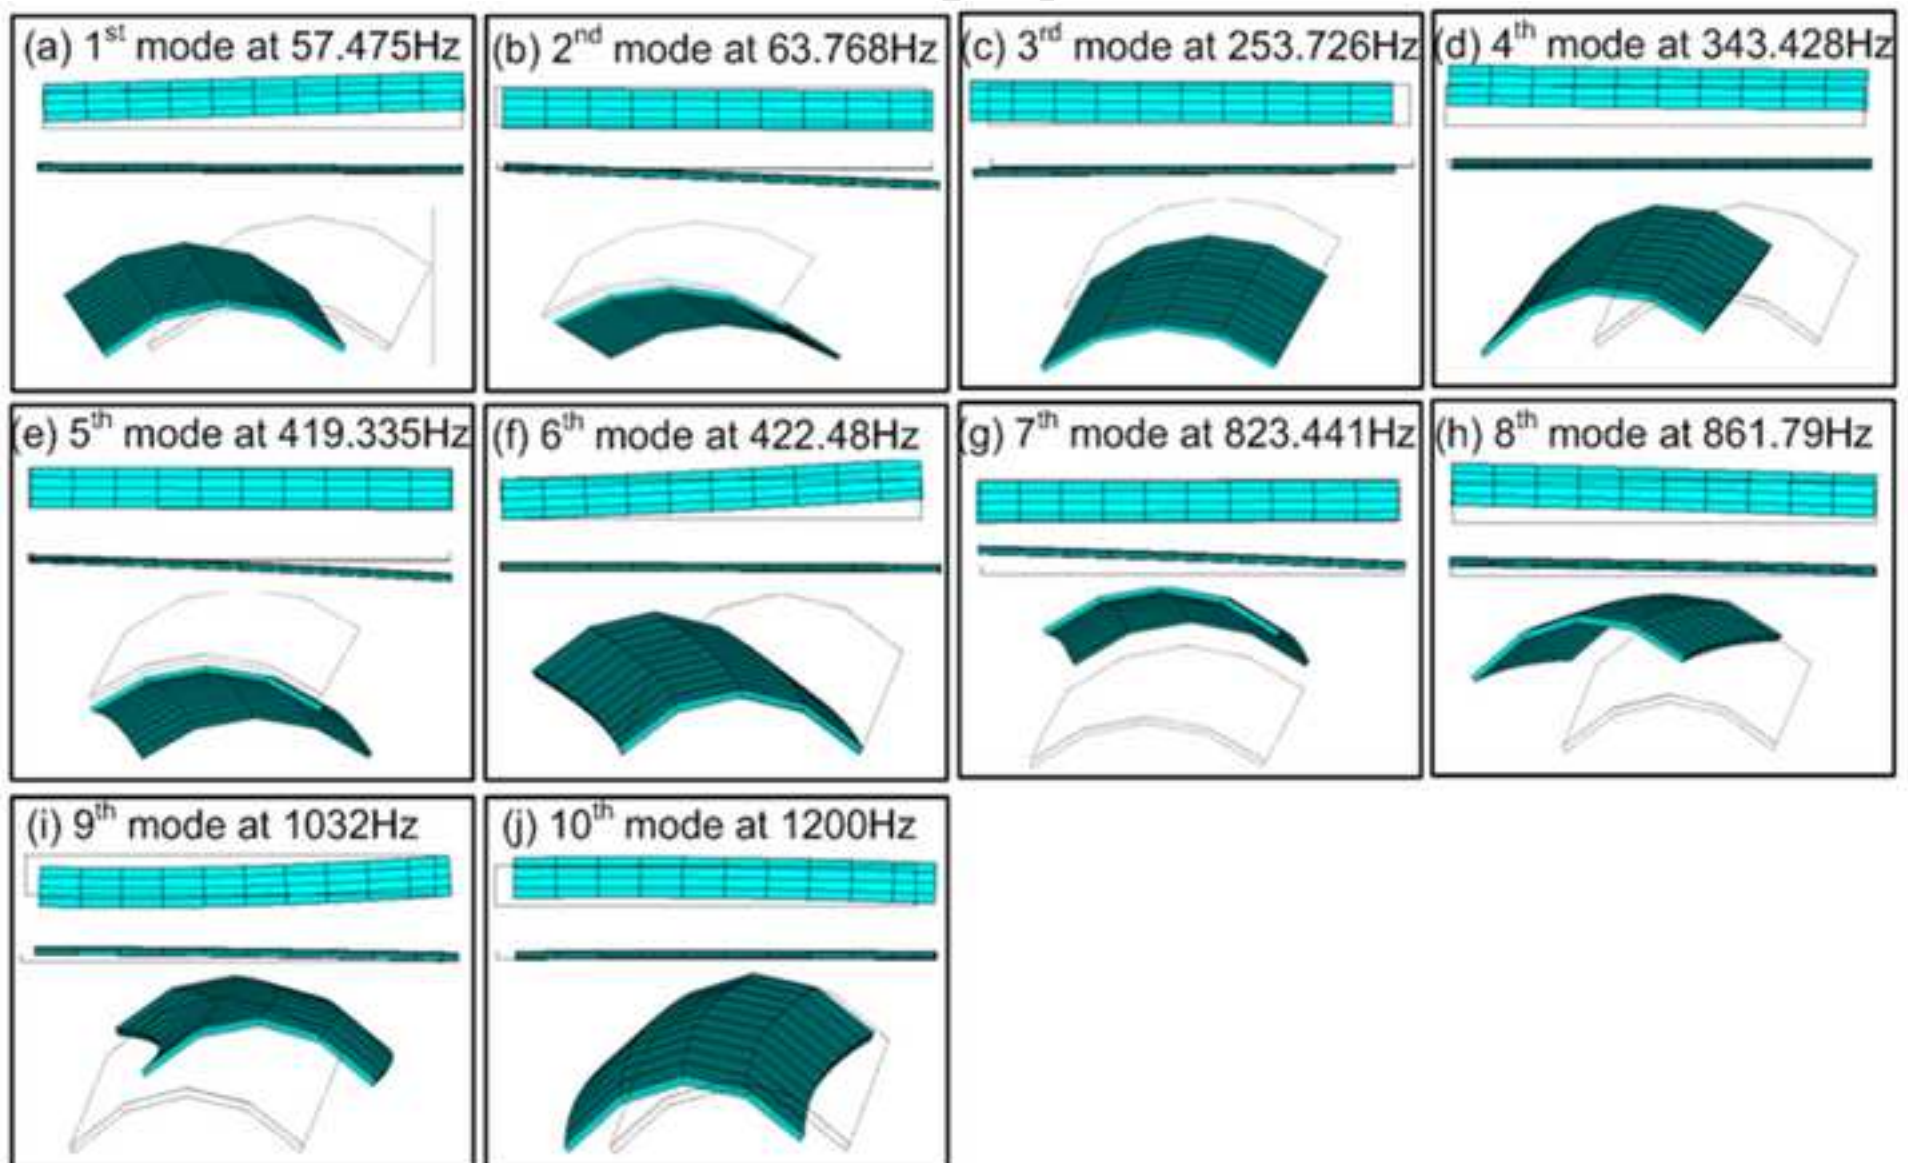 (a) 1st mode at 57.475Hz
(b) 2nd mode at 63.768Hz
(c) 3rd mode at 253.726Hz
(d) 4th mode at 343.428Hz
(e) 5th mode at 419.335Hz
(f) 6th mode at 422.48Hz
(g) 7th mode at 823.441Hz
(h) 8th mode at 861.79Hz
(i) 9th mode at 1032Hz
(j) 10th mode at 1200Hz